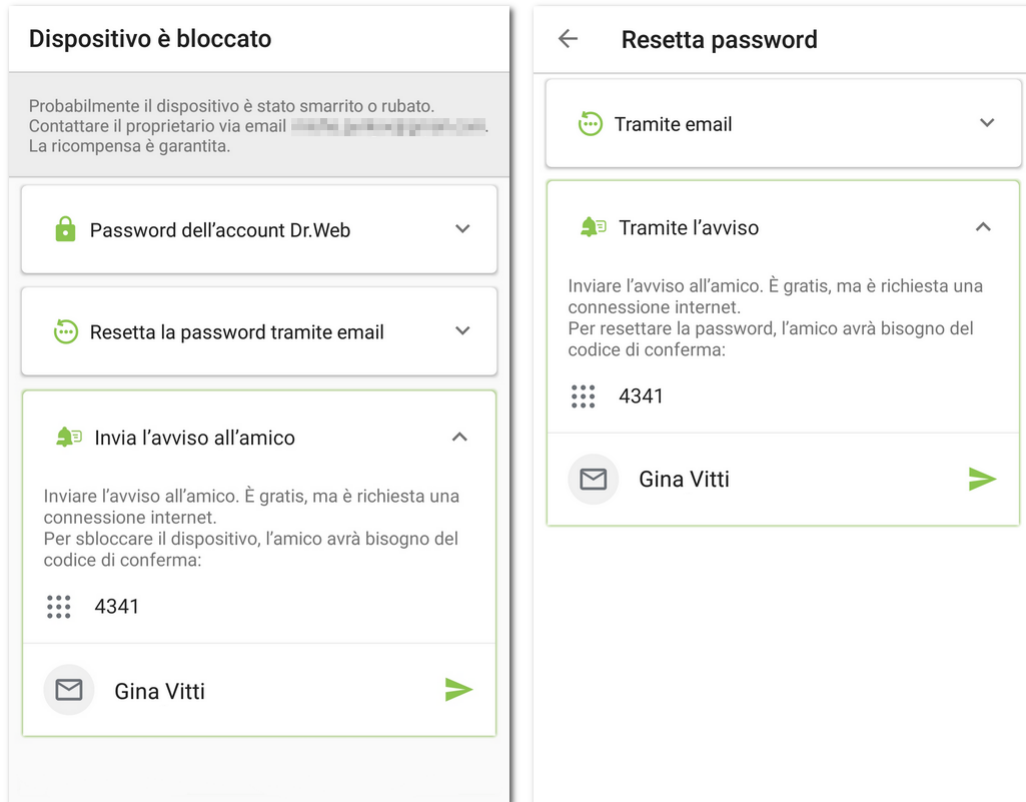 Dispositivo è bloccato
Probabilmente il dispositivo è stato smarrito o rubato.
Contattare il proprietario via email
La ricompensa è garantita.
Password dell'account Dr.Web
Resetta la password tramite email
Invia l'avviso all'amico
Inviare l'avviso all'amico. È gratis, ma è richiesta una
connessione internet.
Per sbloccare il dispositivo, l'amico avrà bisogno del
codice di conferma:
4341
Gina Vitti
Resetta password
Tramite email
Tramite l'avviso
Inviare l'avviso all'amico. È gratis, ma è richiesta una
connessione internet.
Per resettare la password, l'amico avrà bisogno del
codice di conferma:
4341
Gina Vitti